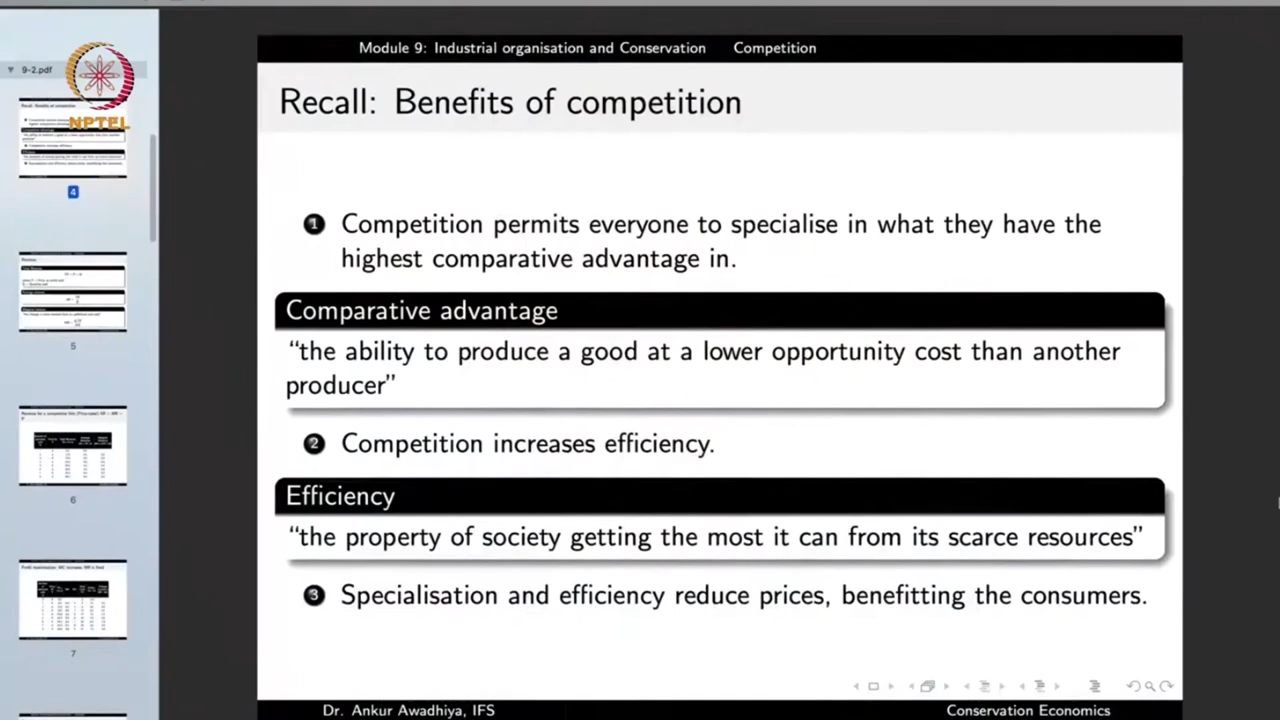 Module 9: Industrial organisation and Conservation Competition
9-2.pdf
NPTEL
Recall: Benefits of competition
1 Competition permits everyone to specialise in what they have the
highest comparative advantage in.
Comparative advantage
“the ability to produce a good at a lower opportunity cost than another
producer”
2 Competition increases efficiency.
Efficiency
“the property of society getting the most it can from its scarce resources”
3 Specialisation and efficiency reduce prices, benefitting the consumers.
Dr. Ankur Awadhiya, IFS Conservation Economics
4
5
6
7